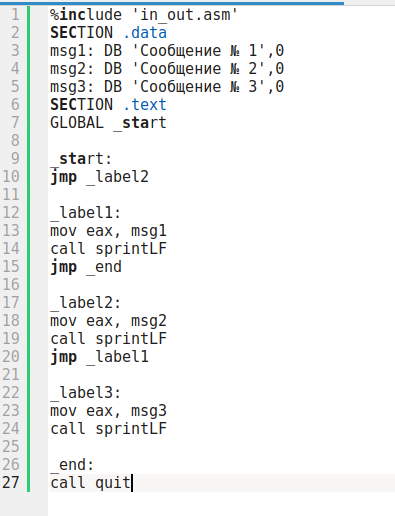 1 %include 'in_out.asm'
2 SECTION .data
3 msg1: DB 'Сообщение № 1',0
4 msg2: DB 'Сообщение № 2',0
5 msg3: DB 'Сообщение № 3',0
6 SECTION .text
7 GLOBAL _start
8
9 _start:
10 jmp _label2
11
12 _label1:
13 mov eax, msg1
14 call sprintLF
15 jmp _end
16
17 _label2:
18 mov eax, msg2
19 call sprintLF
20 jmp _label1
21
22 _label3:
23 mov eax, msg3
24 call sprintLF
25
26 _end:
27 call quit